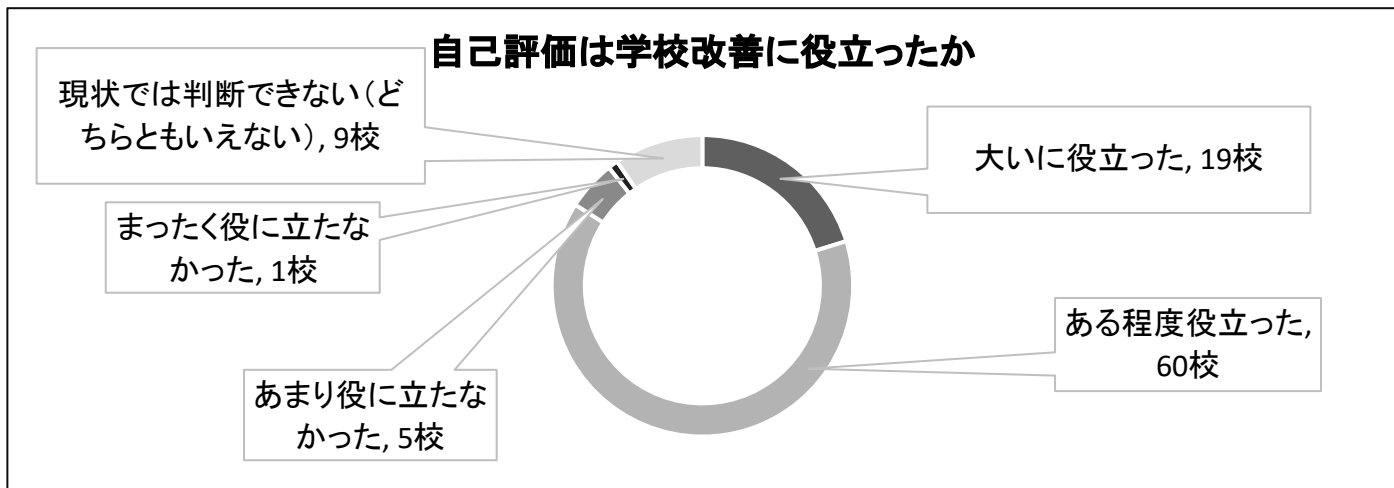 自己評価は学校改善に役立ったか
現状では判断できない（ど
ちらともいえない）, 9校
大いに役立った, 19校
まったく役に立たな
かった, 1校
ある程度役立った,
60校
あまり役に立たな
かった, 5校